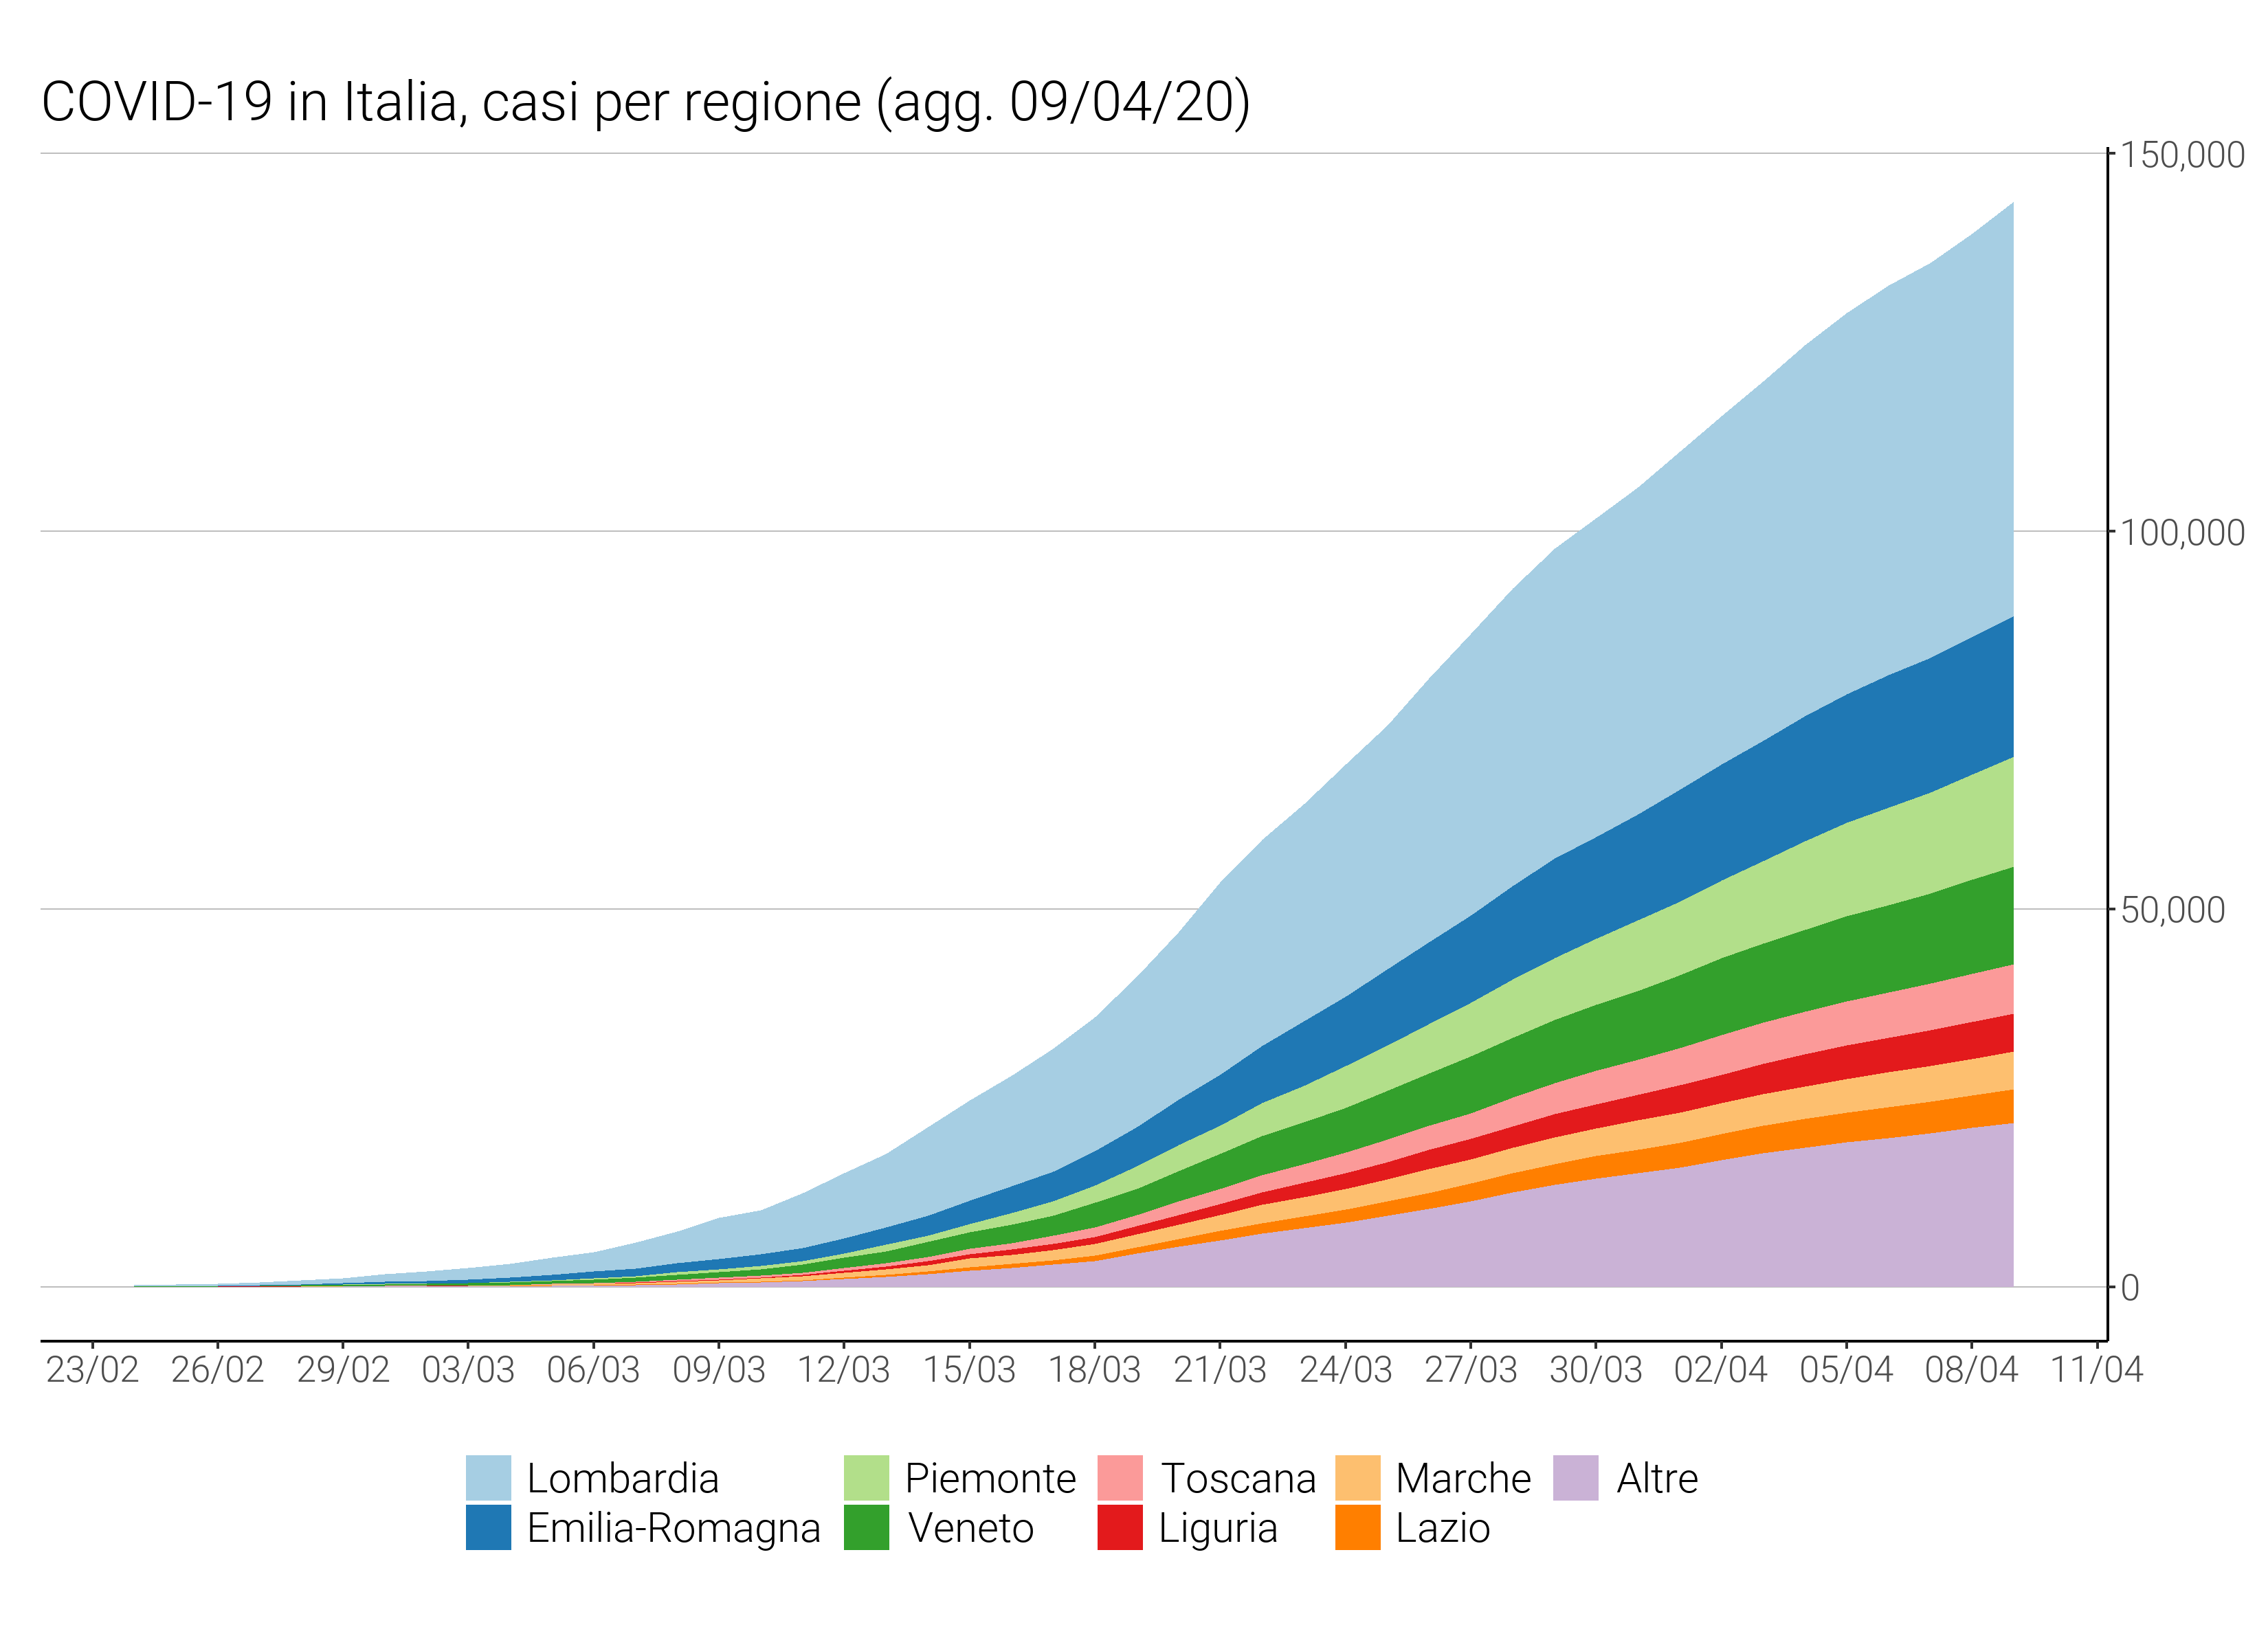 COVID-19 in Italia, casi per regione (agg. 09/04/20)
150,000
100,000
50,000
0
23/02 26/02 29/02 03/03 06/03 09/03 12/03 15/03 18/03 21/03 24/03 27/03 30/03 02/04 05/04 08/04 11/04
Lombardia Piemonte Toscana Marche Altre
Emilia-Romagna Veneto Liguria Lazio